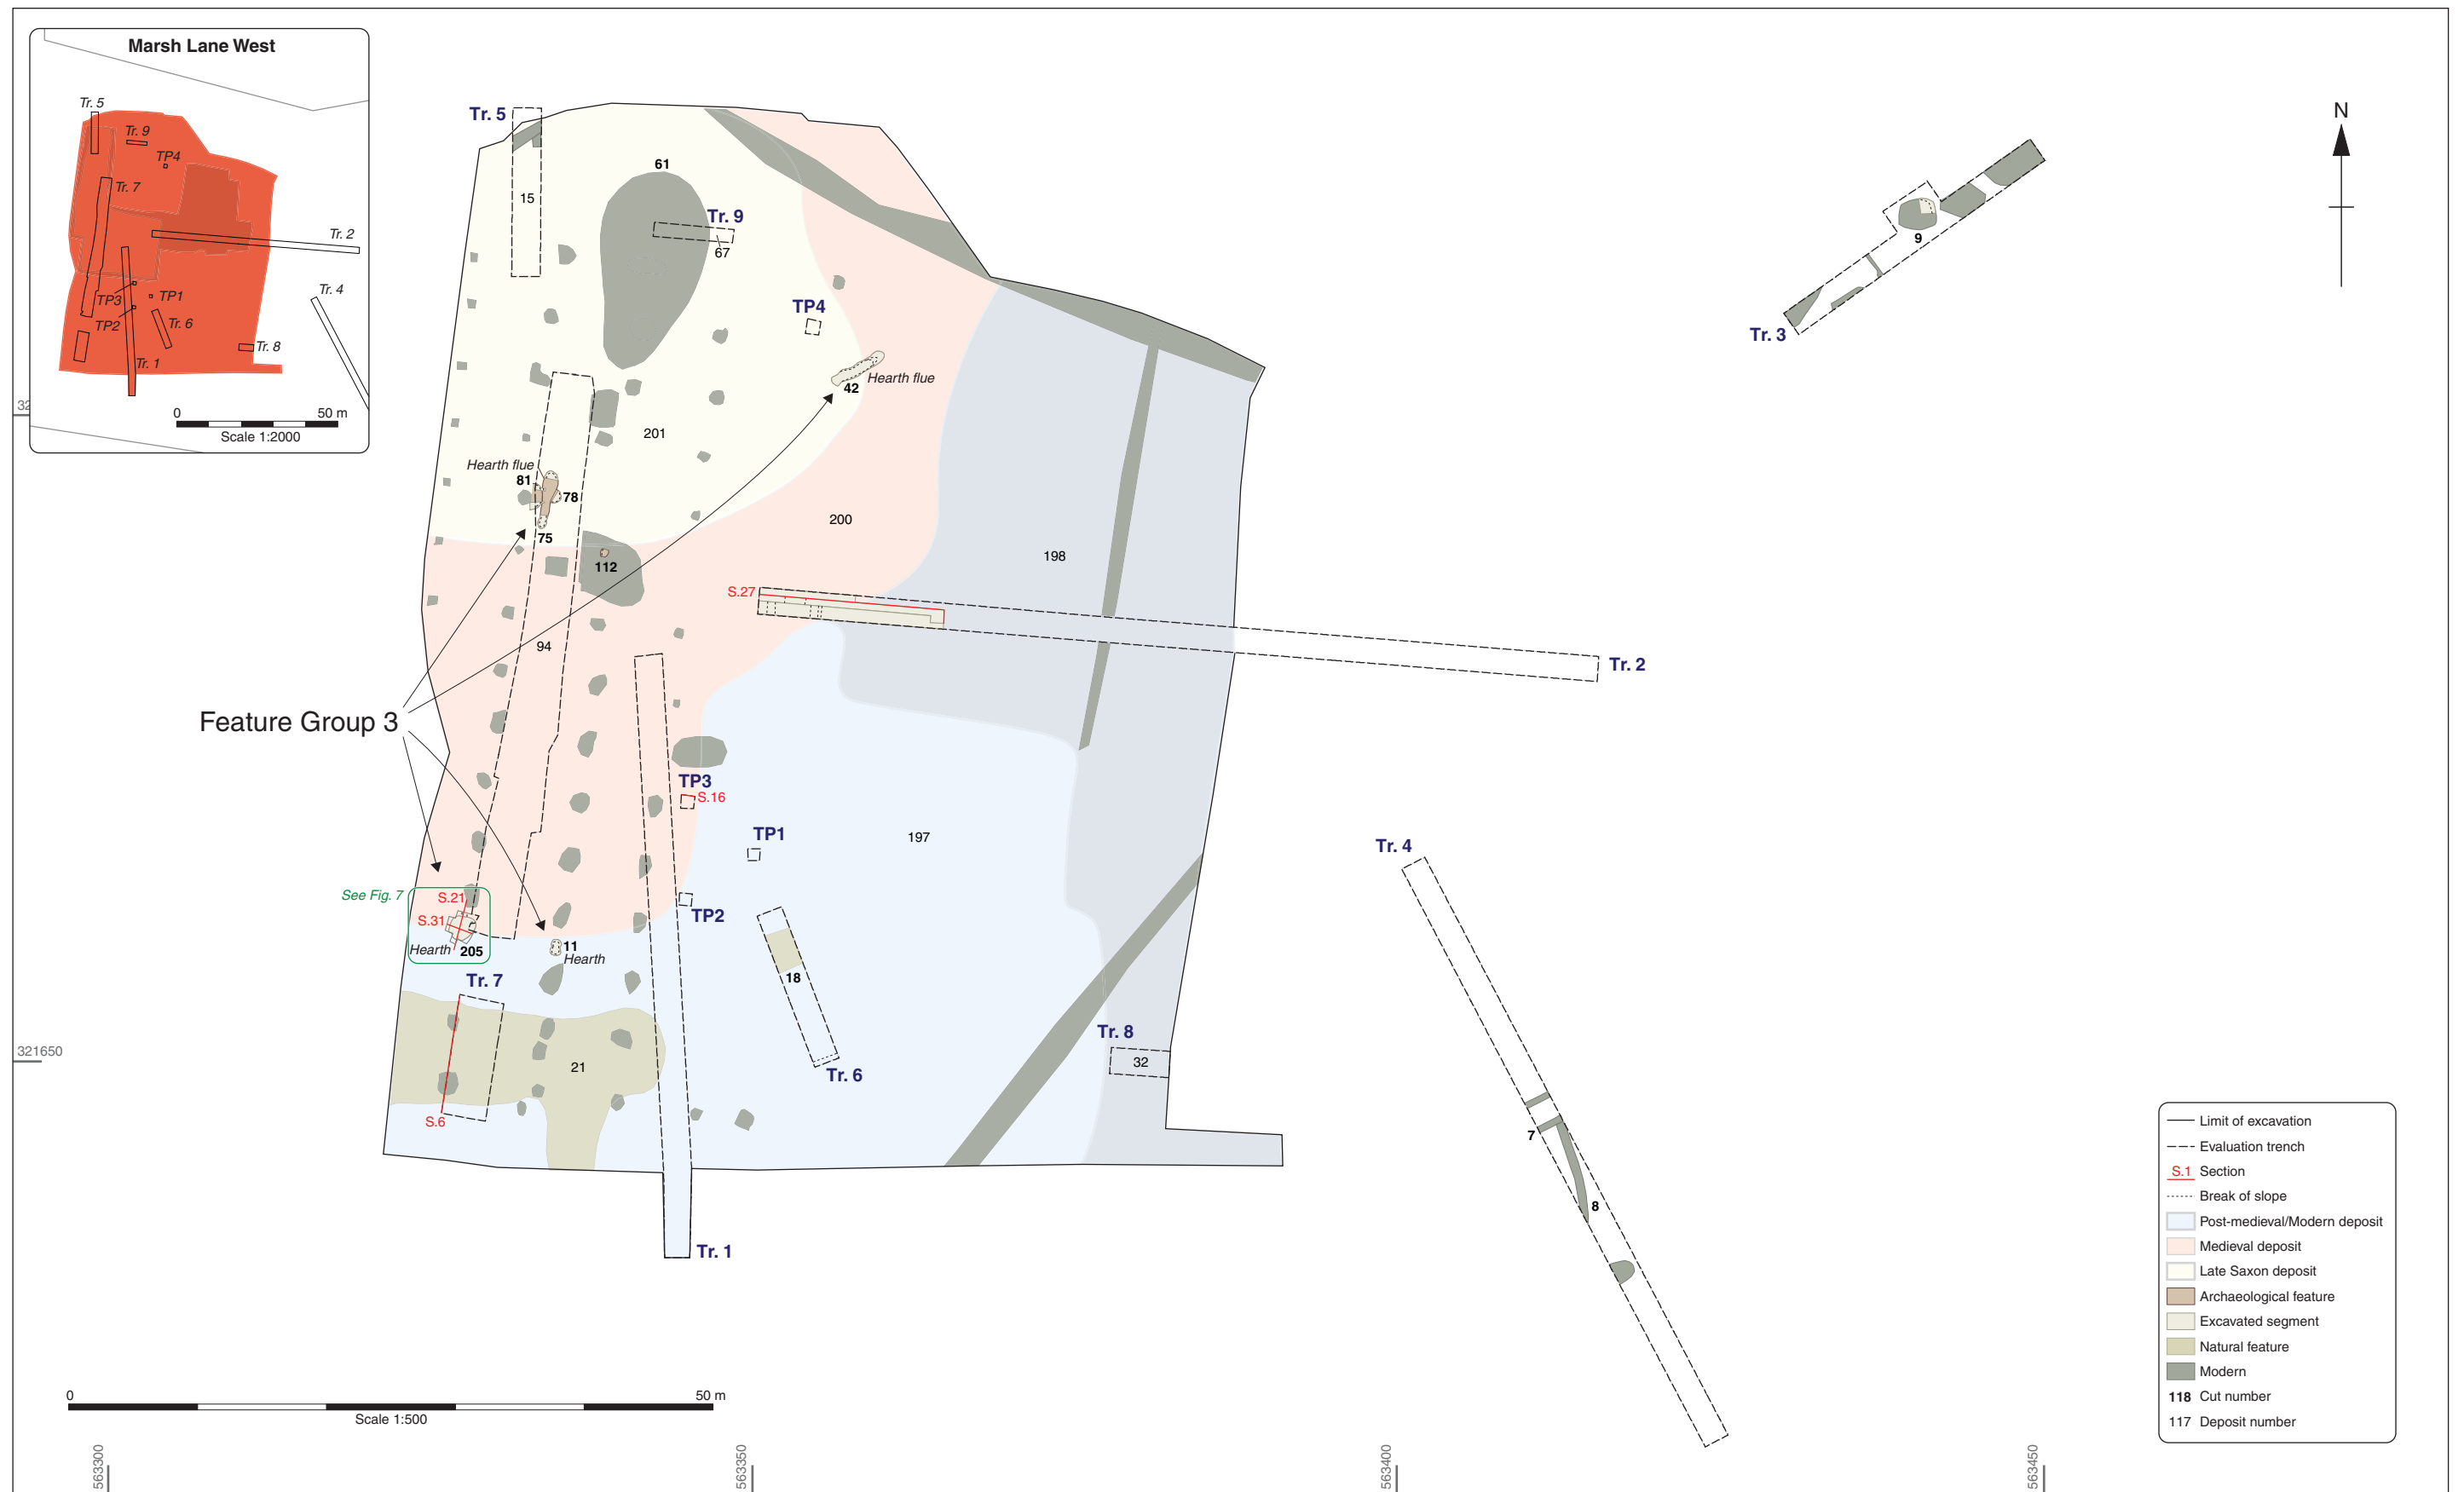 Marsh Lane West
Tr. 5
Tr. 9
TP4
Tr. 7
Tr. 2
Tr. 4
TP3
TP1
TP2
Tr. 6
Tr. 8
Tr. 1
0 50 m
Scale 1:2000
32
Tr. 5
61
15
Tr. 9
67
TP4
Hearth flue
42
201
Hearth flue
81
78
75
112
200
198
S.27
94
Tr. 2
Feature Group 3
TP3
S.16
TP1
197
See Fig. 7
S.21
S.31
Hearth 205
TP2
11
Hearth
Tr. 7
18
Tr. 8
32
21
Tr. 6
S.6
Tr. 1
N
9
Tr. 3
Tr. 4
7
8
321650
0 50 m
Scale 1:500
563300
563350
563400
563450
Limit of excavation
Evaluation trench
S.1 Section
Break of slope
Post-medieval/Modern deposit
Medieval deposit
Late Saxon deposit
Archaeological feature
Excavated segment
Natural feature
Modern
118 Cut number
117 Deposit number